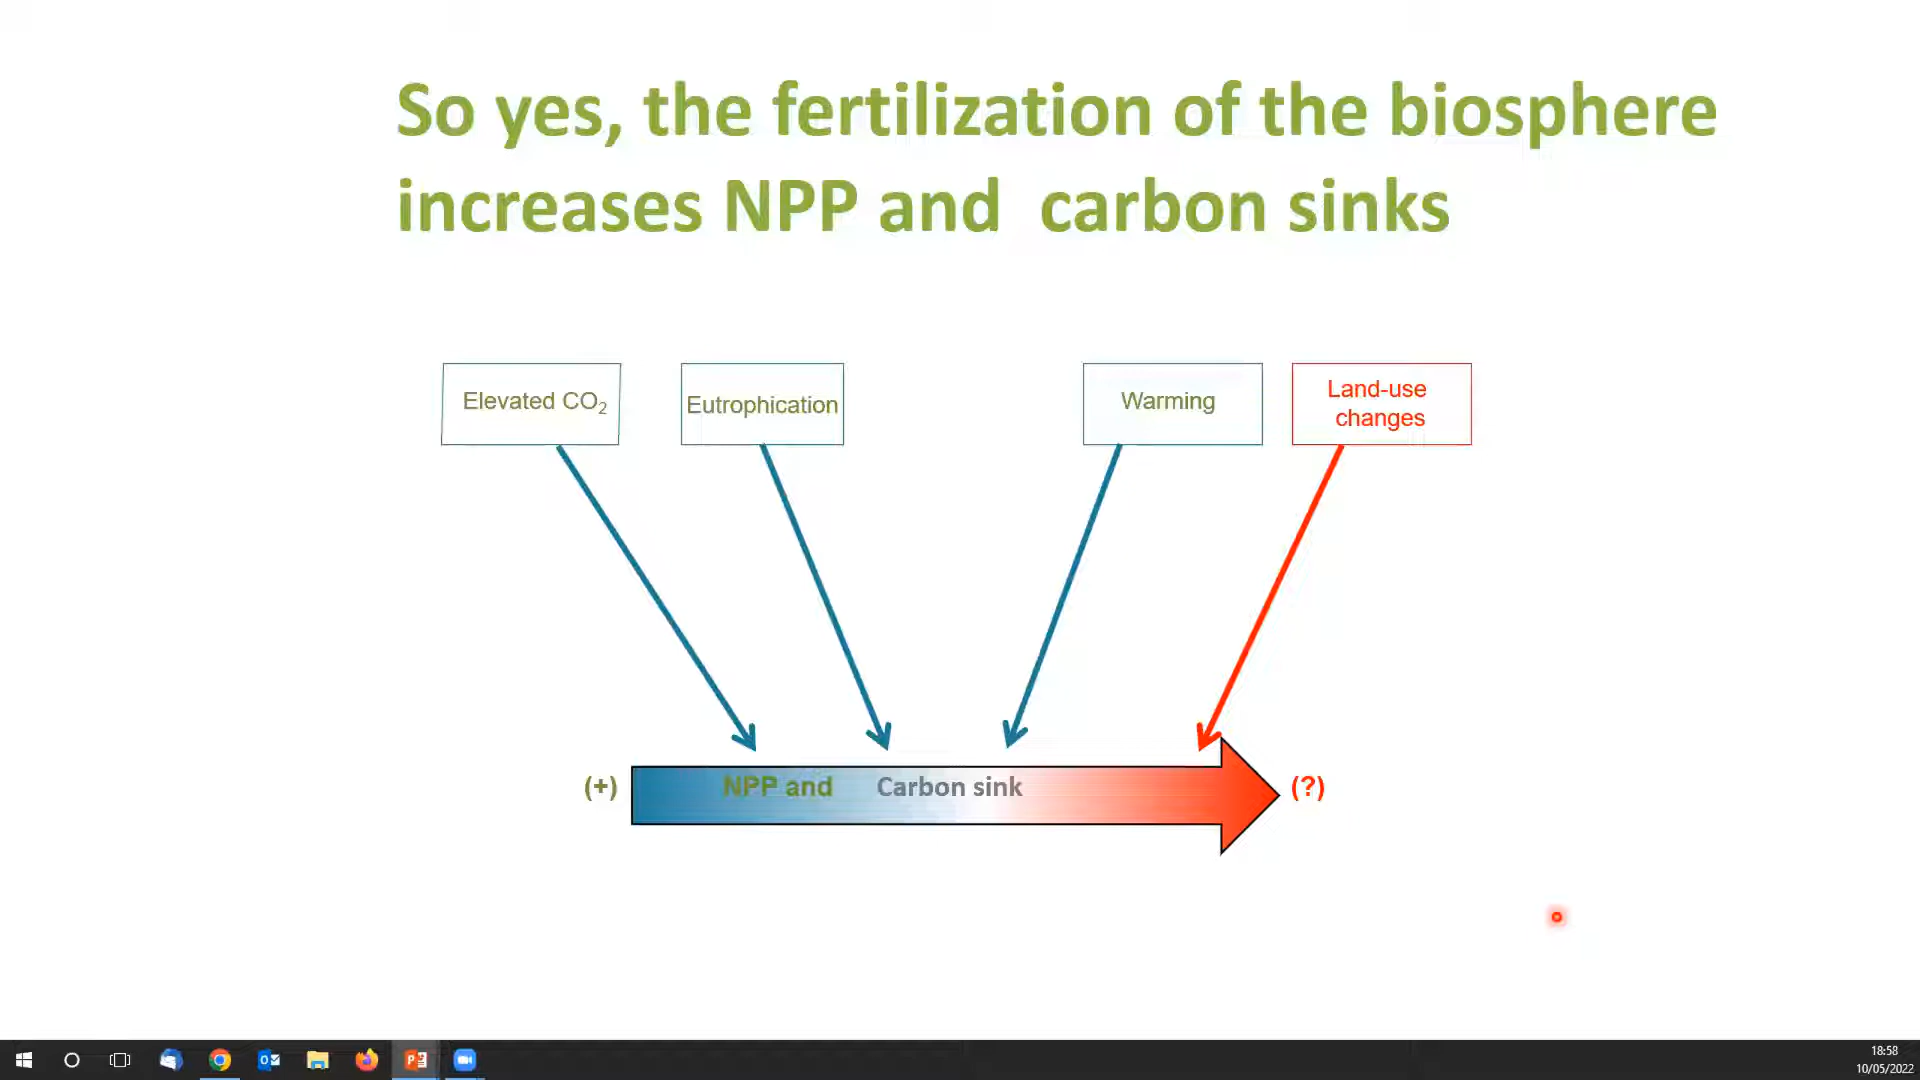 So yes, the fertilization of the biosphere
increases NPP and carbon sinks
Elevated CO₂
Eutrophication
Warming
Land-use
changes
(+)
NPP and
Carbon sink
(?)
18:58
10/05/2022